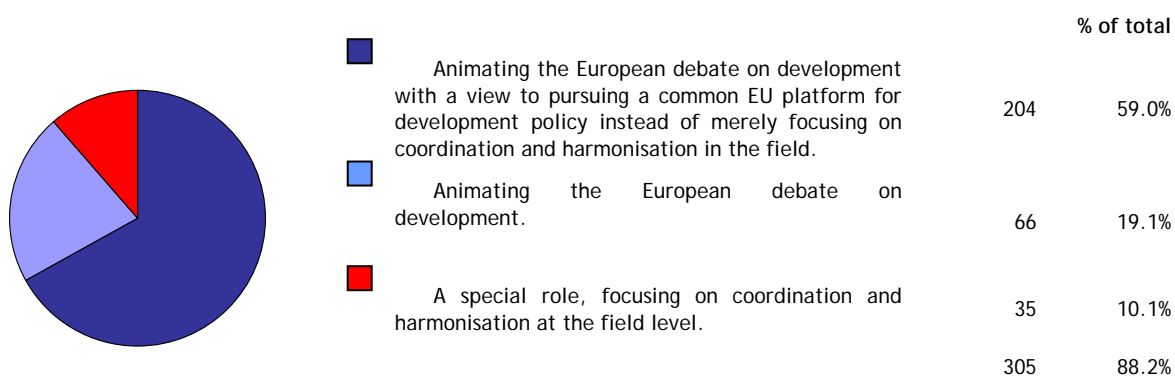 % of total
Animating the European debate on development
with a view to pursuing a common EU platform for
development policy instead of merely focusing on
coordination and harmonisation in the field.
204 59.0%
Animating the European debate on
development.
66 19.1%
A special role, focusing on coordination and
harmonisation at the field level.
35 10.1%
305 88.2%